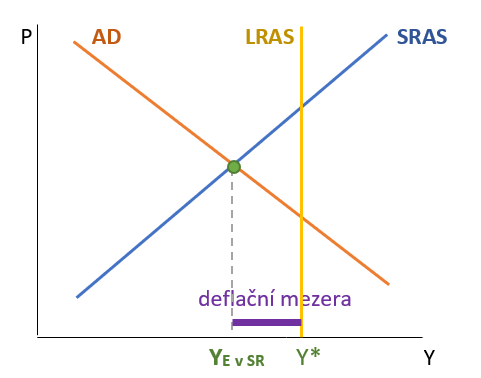 P
AD
LRAS
SRAS
deflační mezera
YE v SR
Y*
Y